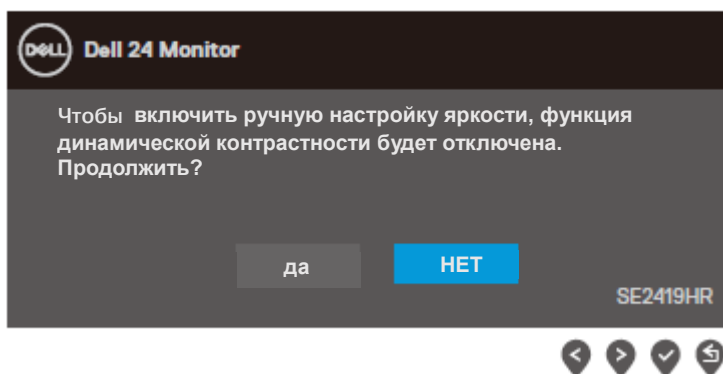 DELL Dell 24 Monitor
Чтобы включить ручную настройку яркости, функция
динамической контрастности будет отключена.
Продолжить?
да НЕТ
SE2419HR